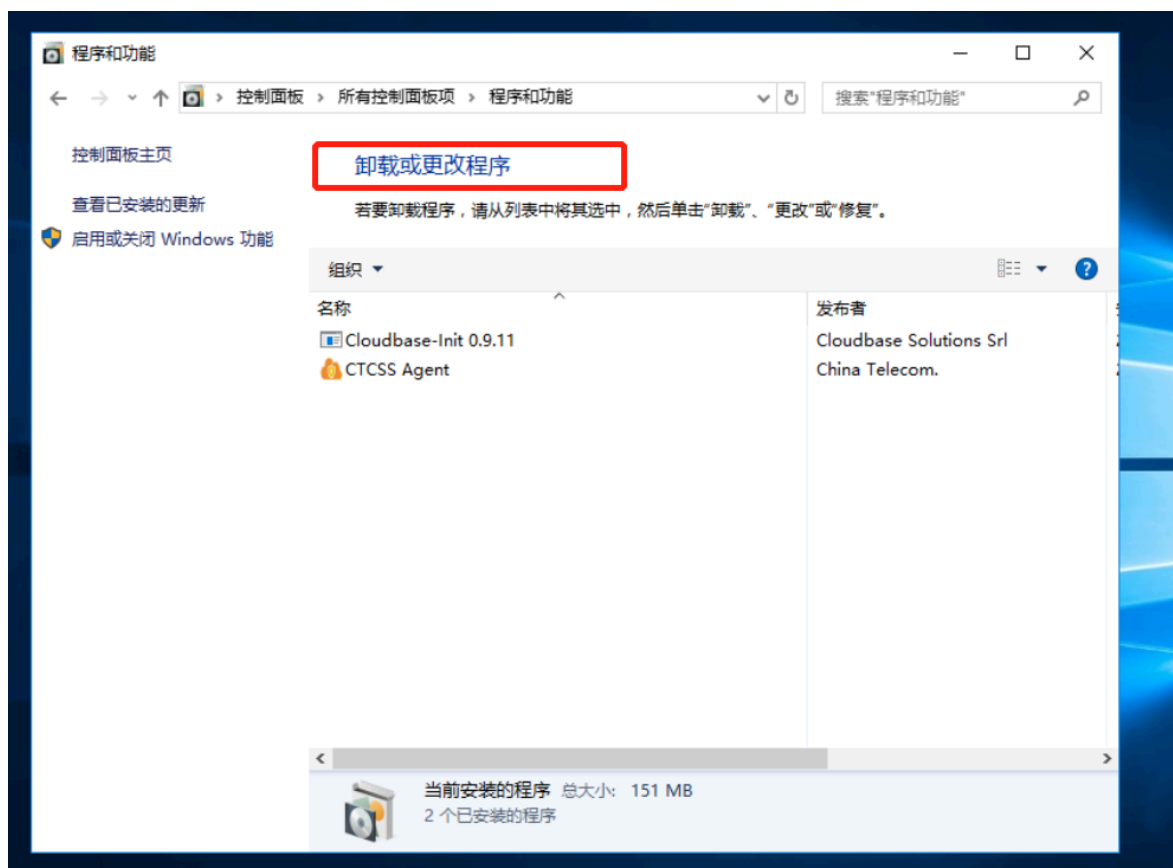 程序和功能
控制面板 › 所有控制面板项 › 程序和功能
搜索"程序和功能"
控制面板主页
卸载或更改程序
查看已安装的更新
若要卸载程序，请从列表中将其选中，然后单击“卸载”、“更改”或“修复”。
启用或关闭 Windows 功能
组织
名称 发布者
Cloudbase-Init 0.9.11 Cloudbase Solutions Srl
CTCSS Agent China Telecom.
当前安装的程序 总大小: 151 MB
2 个已安装的程序